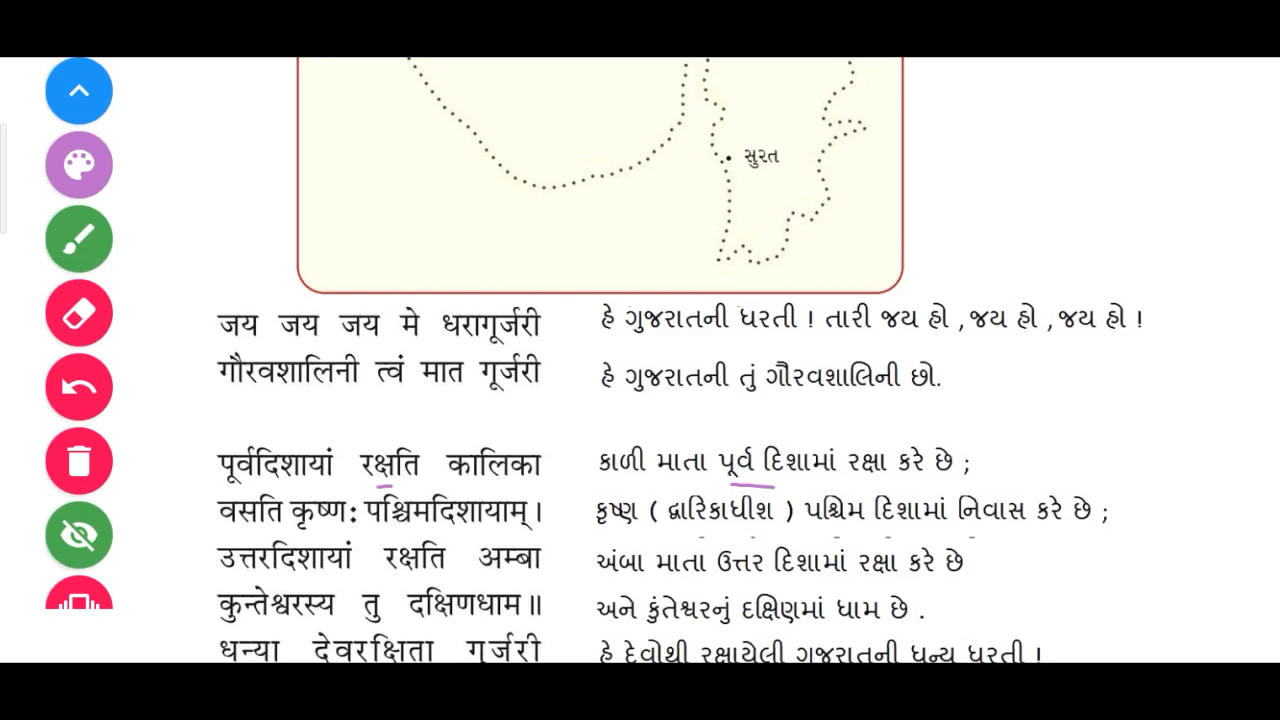 સુરત
जय जय जय मे धरागूर्जरी
હે ગુજરાતની ધરતી ! તારી જય હો , જય હો , જય હો !
गौरवशालिनी त्वं मात गूर्जरी
હે ગુજરાતની તું ગૌરવશાલિની છો.
पूर्वदिशायां रक्षति कालिका
કાળી માતા પૂર્વ દિશામાં રક્ષા કરે છે ;
वसति कृष्णः पश्चिमदिशायाम् ।
કૃષ્ણ ( દ્વારિકાધીશ ) પશ્ચિમ દિશામાં નિવાસ કરે છે ;
उत्तरदिशायां रक्षति अम्बा
અંબા માતા ઉત્તર દિશામાં રક્ષા કરે છે
कुन्तेश्वरस्य तु दक्षिणधाम ॥
અને કુંતેશ્વરનું દક્ષિણમાં ધામ છે .
धन्या देवरक्षिता गूर्जरी
હે દેવોથી રક્ષાયેલી ગુજરાતની ધન્ય ધરતી !